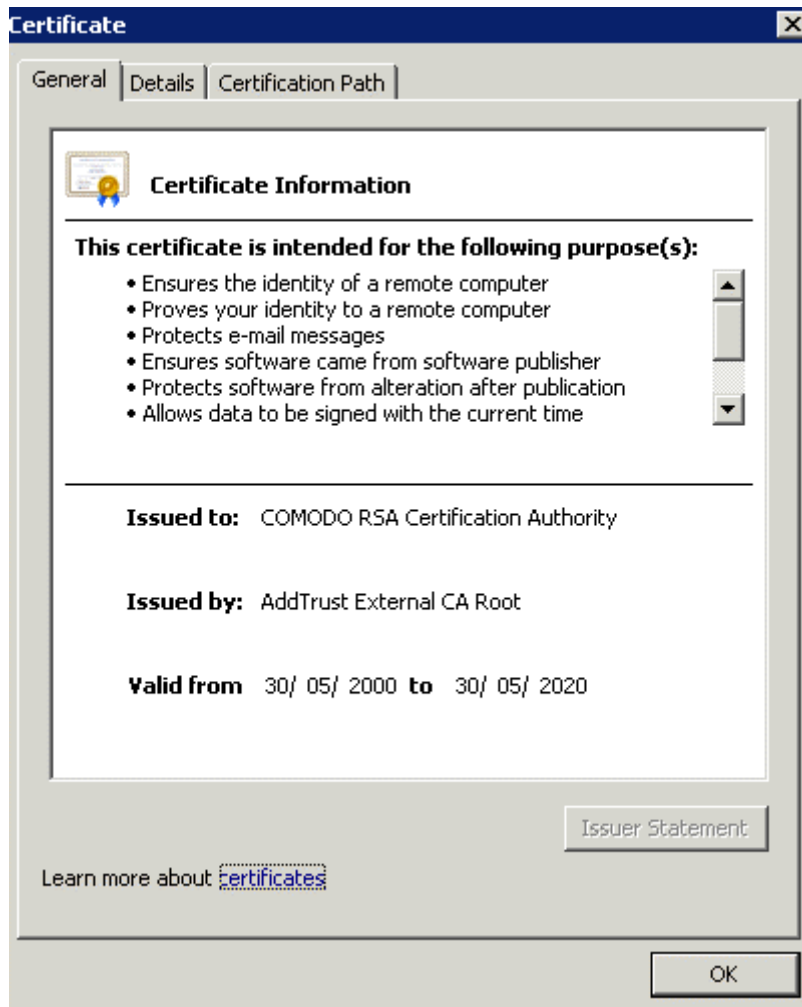 Certificate
General
Details
Certification Path
Certificate Information
This certificate is intended for the following purpose(s):
• Ensures the identity of a remote computer
• Proves your identity to a remote computer
• Protects e-mail messages
• Ensures software came from software publisher
• Protects software from alteration after publication
• Allows data to be signed with the current time
Issued to: COMODO RSA Certification Authority
Issued by: AddTrust External CA Root
Valid from 30/ 05/ 2000 to 30/ 05/ 2020
Issuer Statement
Learn more about certificates
OK